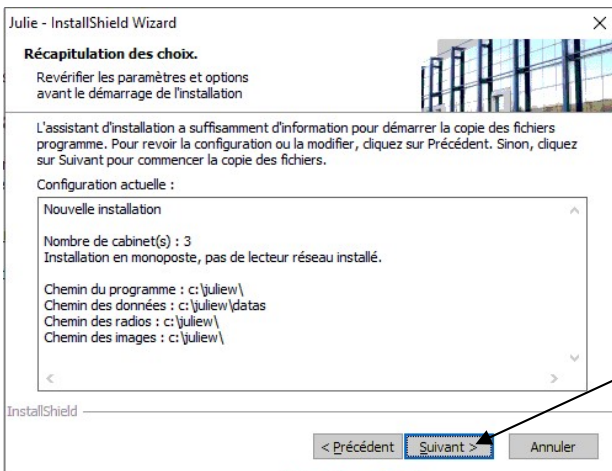 Julie - InstallShield Wizard
Récapitulation des choix.
Revérifier les paramètres et options
avant le démarrage de l'installation
L'assistant d'installation a suffisamment d'information pour démarrer la copie des fichiers
programme. Pour revoir la configuration ou la modifier, cliquez sur Précédent. Sinon, cliquez
sur Suivant pour commencer la copie des fichiers.
Configuration actuelle :
Nouvelle installation
Nombre de cabinet(s) : 3
Installation en monoposte, pas de lecteur réseau installé.
Chemin du programme : c:\juliew\
Chemin des données : c:\juliew\datas
Chemin des radios : c:\juliew\
Chemin des images : c:\juliew\
InstallShield
< Précédent Suivant > Annuler